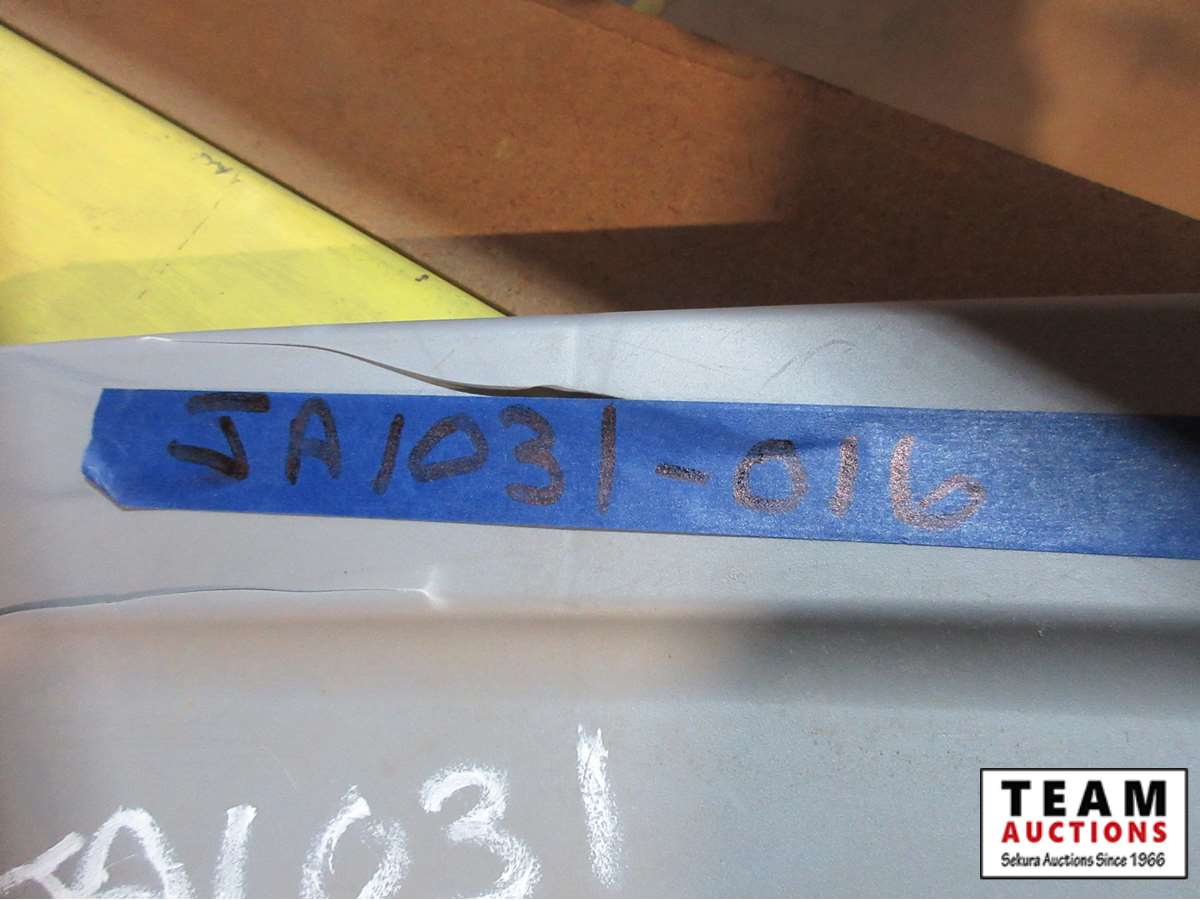 JA1031-016
JA1031
TEAM
AUCTIONS
Sekura Auctions Since 1966